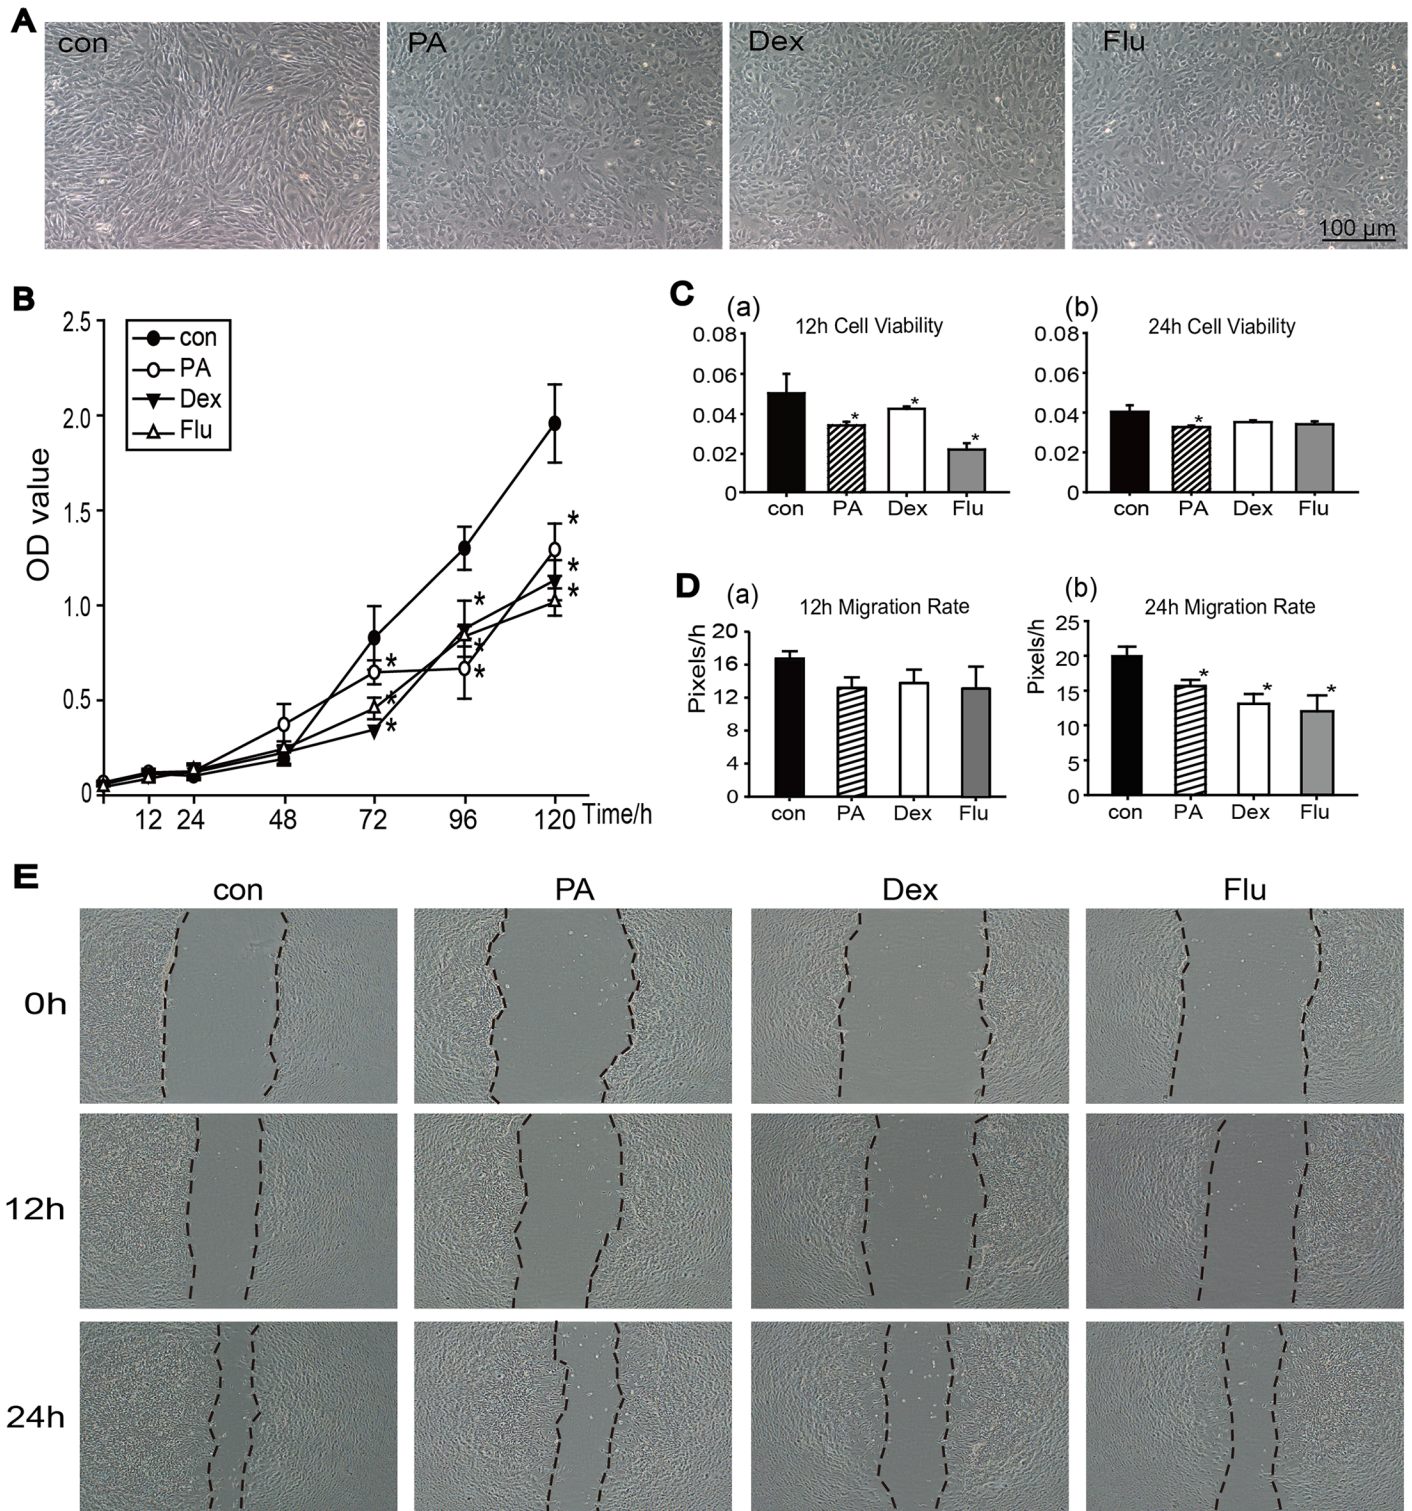 A
con
PA
Dex
Flu
100 µm
B
2.5
2.0
1.5
1.0
0.5
0
OD value
con
PA
Dex
Flu
*
*
*
*
*
*
*
*
*
12 24 48 72 96 120 Time/h
C
(a)
12h Cell Viability
0.08
0.06
0.04
0.02
0
*
*
*
con PA Dex Flu
(b)
24h Cell Viability
0.08
0.06
0.04
0.02
0
*
con PA Dex Flu
D
(a)
12h Migration Rate
Pixels/h
20
16
12
8
4
0
con PA Dex Flu
(b)
24h Migration Rate
Pixels/h
25
20
15
10
5
0
*
*
*
con PA Dex Flu
E
con PA Dex Flu
0h
12h
24h